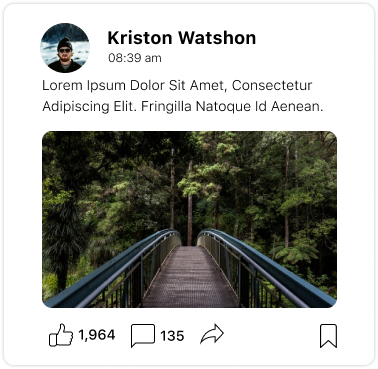 Kriston Watshon
08:39 am
Lorem Ipsum Dolor Sit Amet, Consectetur
Adipiscing Elit. Fringilla Natoque Id Aenean.
1,964
135